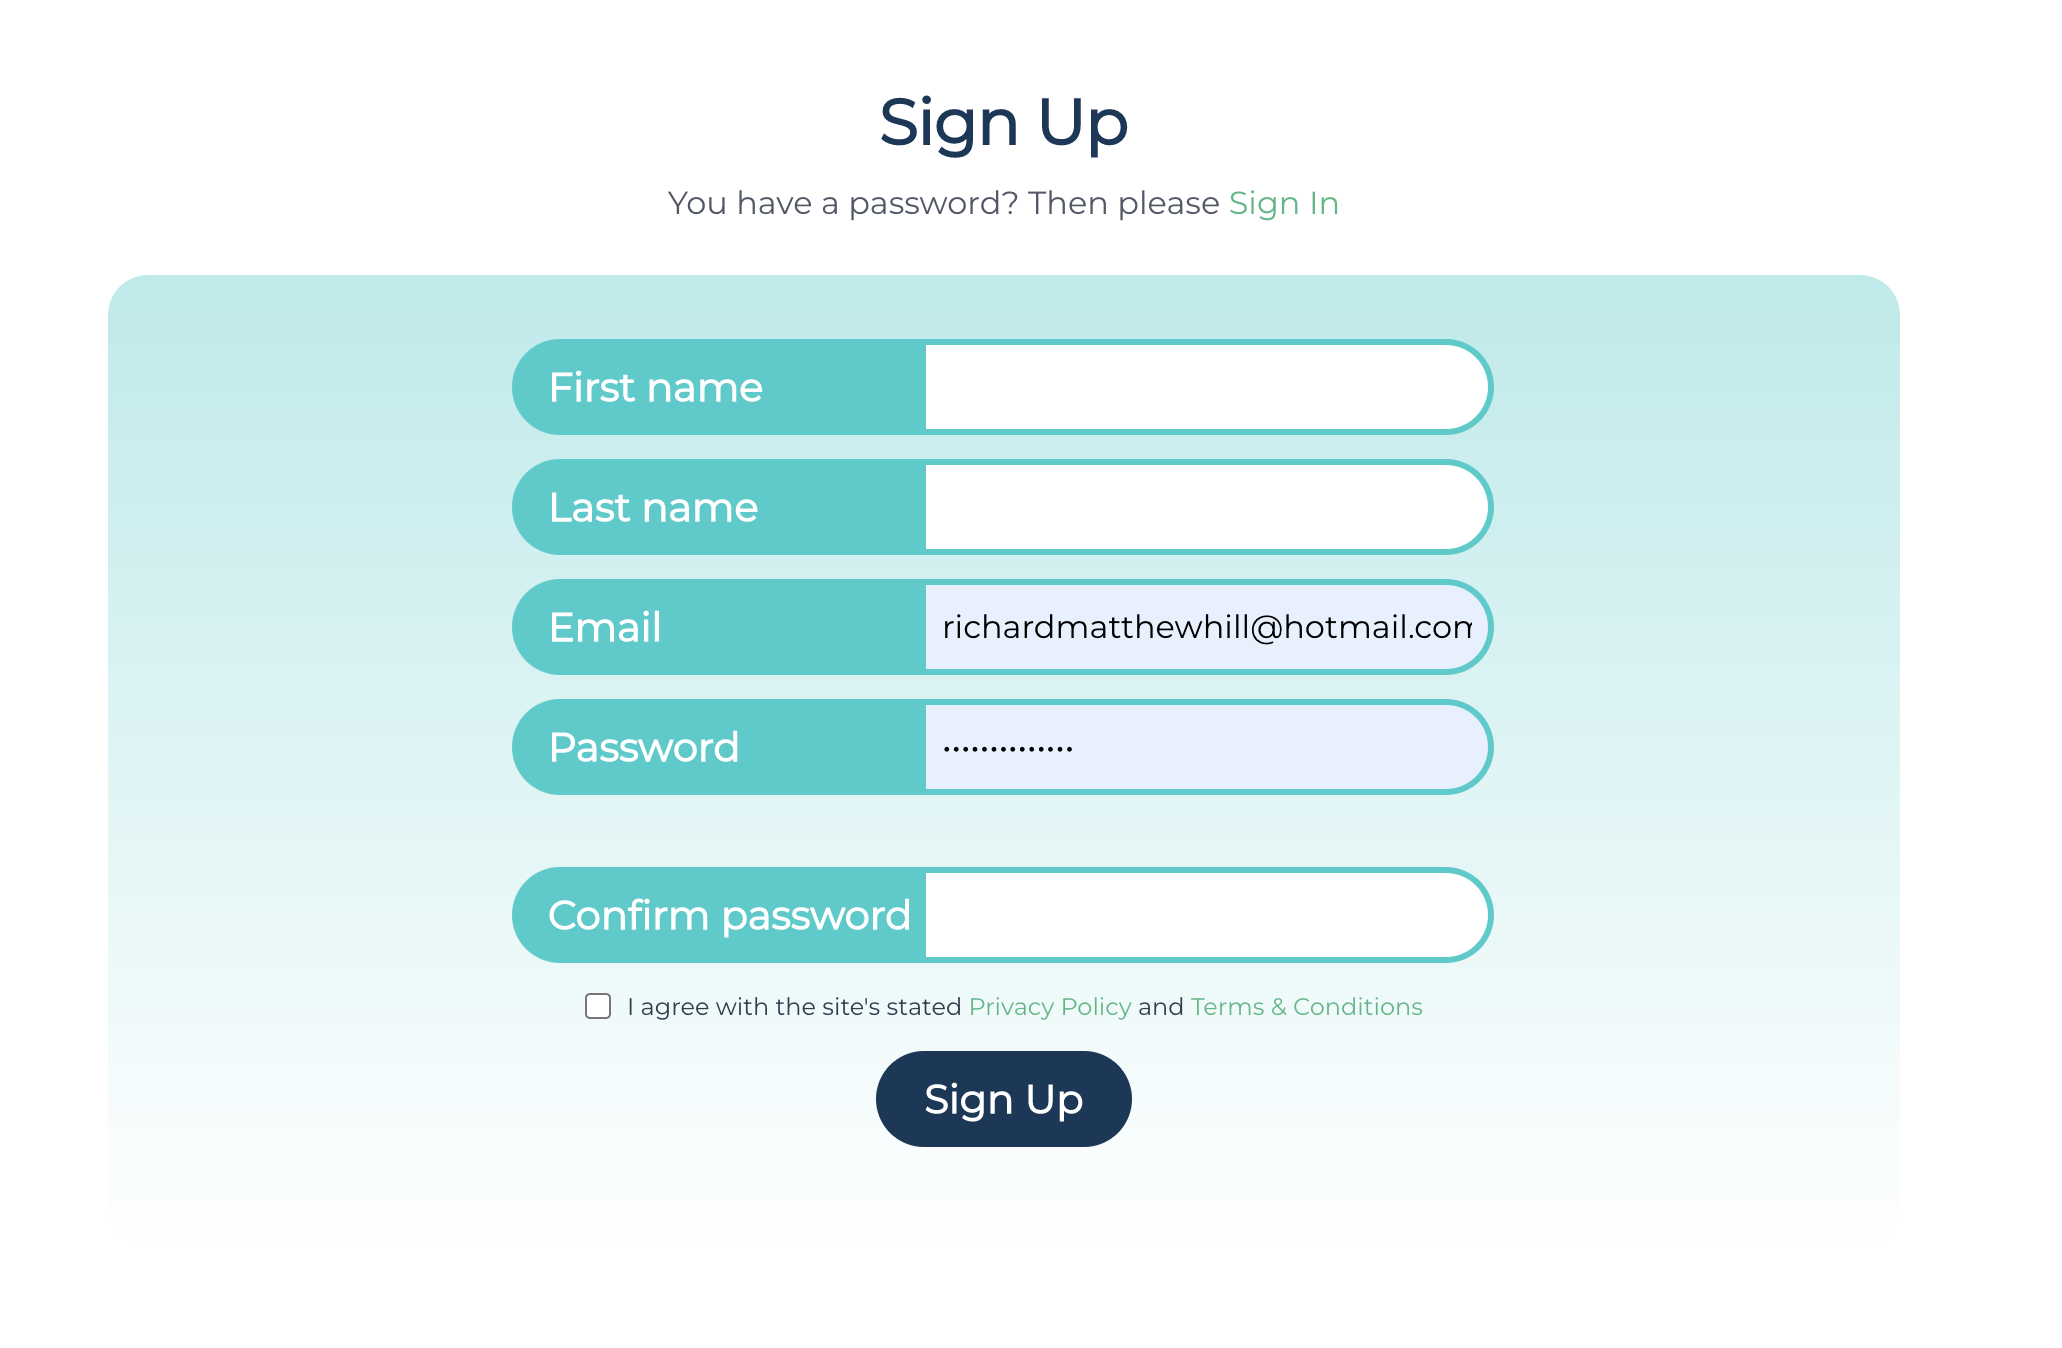 Sign Up
You have a password? Then please Sign In
First name
Last name
Email richardmatthewhill@hotmail.com
Password ··············
Confirm password
I agree with the site's stated Privacy Policy and Terms & Conditions
Sign Up